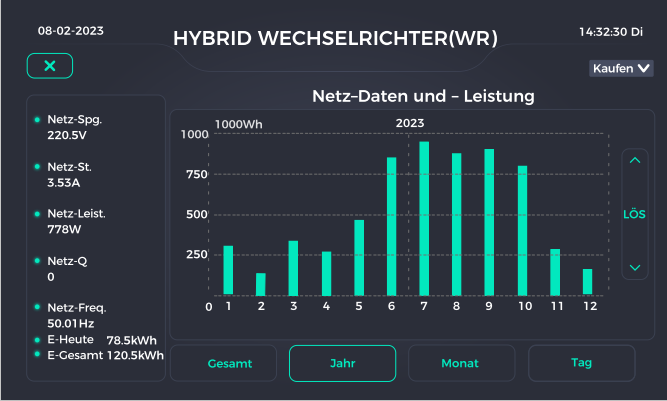 08-02-2023
HYBRID WECHSELRICHTER(WR)
14:32:30 Di
Kaufen
Netz-Daten und - Leistung
Netz-Spg.
220.5V
Netz-St.
3.53A
Netz-Leist.
778W
Netz-Q
0
Netz-Freq.
50.01Hz
E-Heute 78.5kWh
E-Gesamt 120.5kWh
1000Wh
2023
1000
750
500
250
0 1 2 3 4 5 6 7 8 9 10 11 12
LÖS
Gesamt Jahr Monat Tag